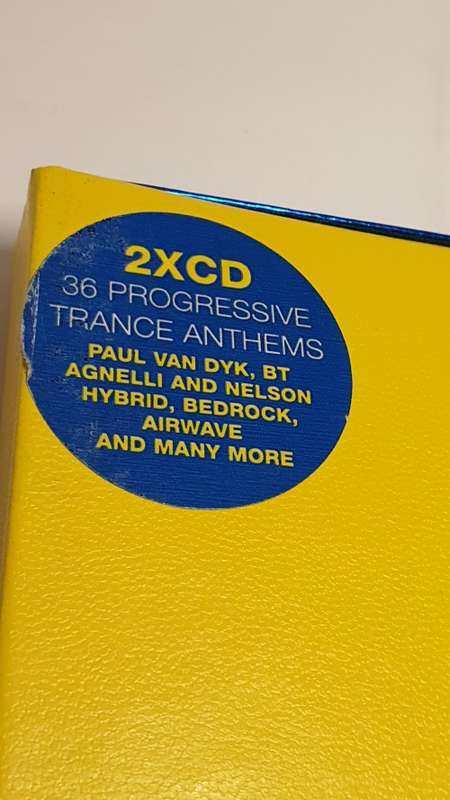 2XCD
36 PROGRESSIVE
TRANCE ANTHEMS
PAUL VAN DYK, BT
AGNELLI AND NELSON
HYBRID, BEDROCK,
AIRWAVE
AND MANY MORE